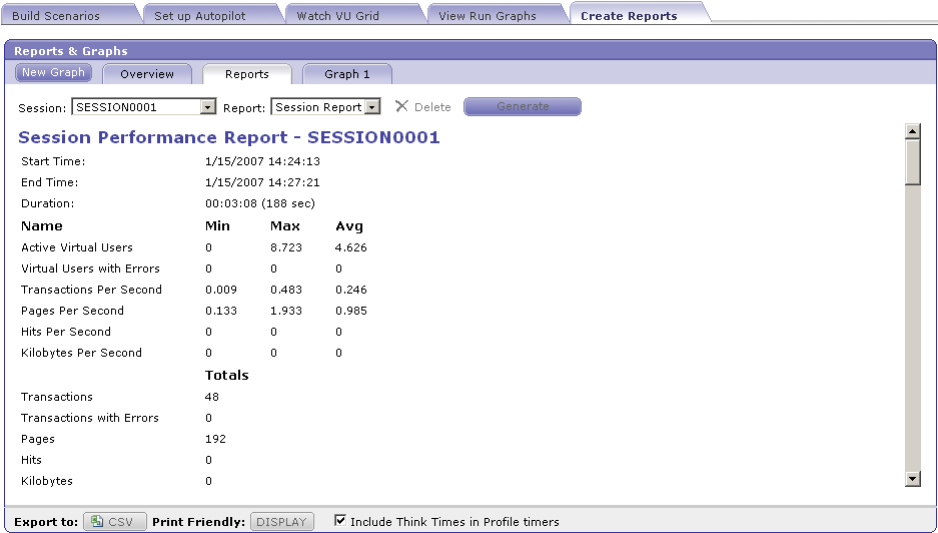 Build Scenarios Set up Autopilot Watch VU Grid View Run Graphs Create Reports
Reports & Graphs
New Graph Overview Reports Graph 1
Session: SESSION0001 Report: Session Report Delete Generate
Session Performance Report - SESSION0001
Start Time: 1/15/2007 14:24:13
End Time: 1/15/2007 14:27:21
Duration: 00:03:08 (188 sec)
Name Min Max Avg
Active Virtual Users 0 8.723 4.626
Virtual Users with Errors 0 0 0
Transactions Per Second 0.009 0.483 0.246
Pages Per Second 0.133 1.933 0.985
Hits Per Second 0 0 0
Kilobytes Per Second 0 0 0
Totals
Transactions 48
Transactions with Errors 0
Pages 192
Hits 0
Kilobytes 0
Export to: CSV Print Friendly: DISPLAY Include Think Times in Profile timers